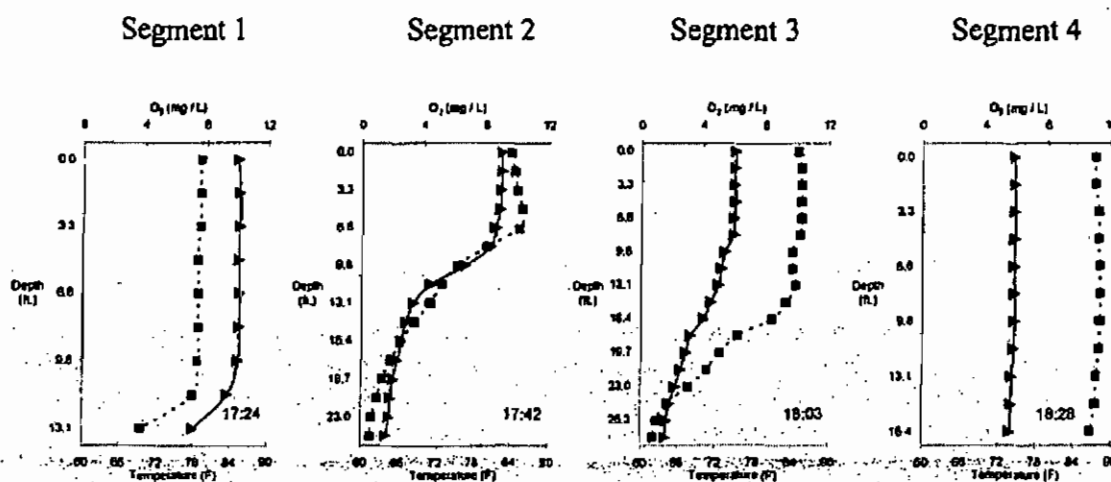 Segment 1 Segment 2 Segment 3 Segment 4
O2 (mg / L) O2 (mg / L) O2 (mg / L) O2 (mg / L)
0 4 8 12 0 4 8 12 0 4 8 12 0 4 8
0.0
3.3
6.6
9.8
13.1
Depth
(ft.)
17:24
60 66 72 78 84 90
Temperature (F)
0.0
3.3
6.6
9.8
13.1
16.4
19.7
23.0
Depth
(ft.)
17:42
60 66 72 78 84 90
Temperature (F)
0.0
3.3
6.6
9.8
13.1
16.4
19.7
23.0
26.3
Depth
(ft.)
18:03
60 66 72 78 84 90
Temperature (F)
0.0
3.3
6.6
9.8
13.1
16.4
Depth
(ft.)
18:28
60 66 72 78 84
Temperature (F)